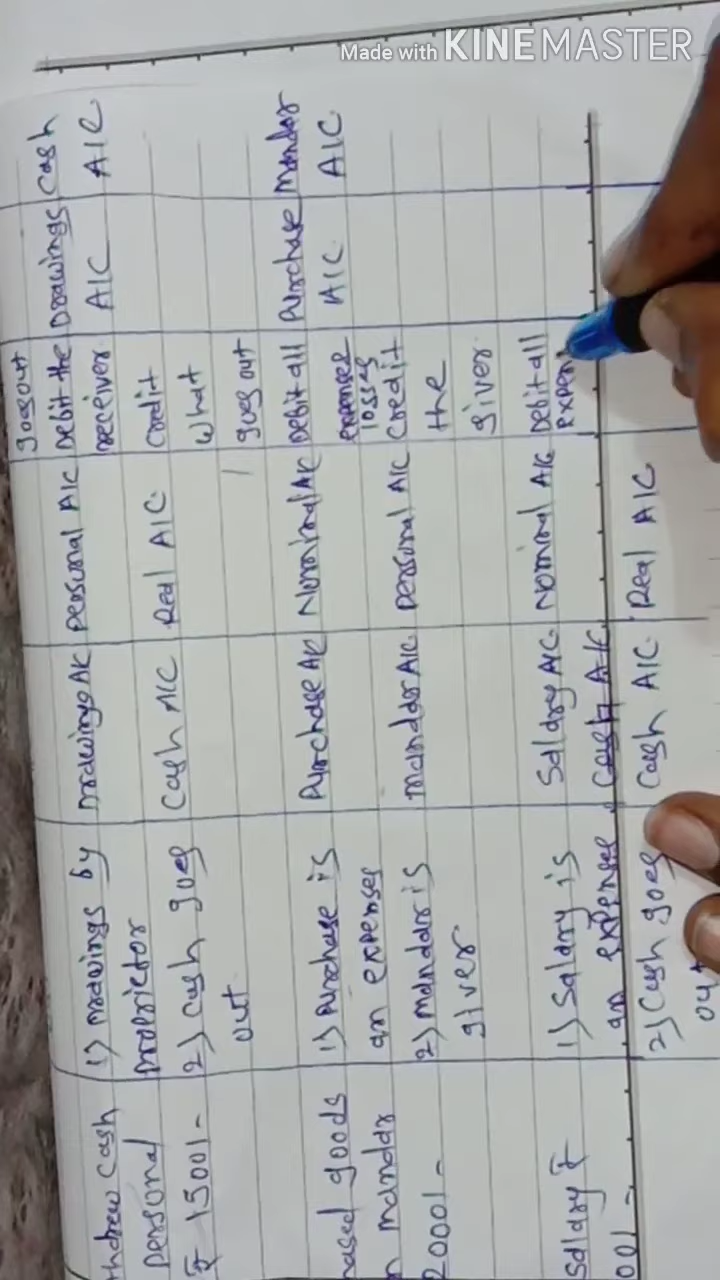 Made with KINEMASTER
goes out
thdrew cash 1) Drawings by Drawings A/C Personal A/C Debit the Drawings Cash
personal proprietor receiver. A/C A/C
₹ 1500/- 2) Cash goes Cash A/C Real A/C. Credit
out. what
goes out
hased goods 1) Purchase is Purchase A/C Nominal A/C Debit all Purchase Mandar
m mandar an expenses expenses A/C A/C
losses
2000/- 2) Mandar is Mandar A/C. Personal A/C Credit
giver the
giver.
Salary ₹ 1) Salary is Salary A/C. Nominal A/C Debit all
00/- an expenses Cash A/C expen
2) Cash goes Cash A/C. Real A/C
out